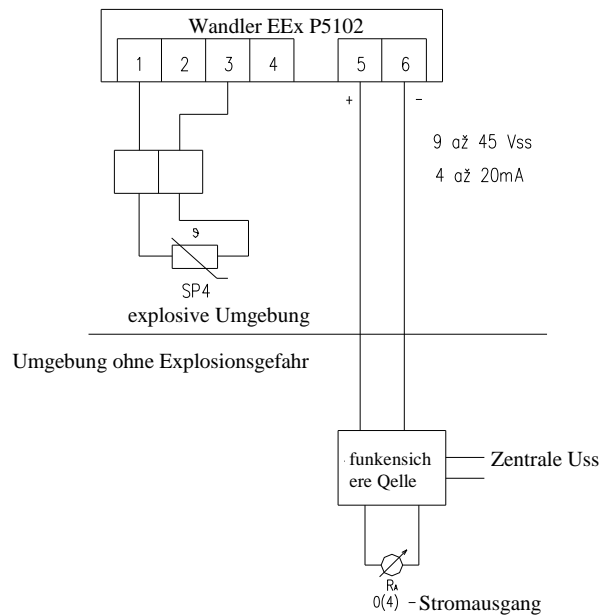 Wandler EEx P5102
1 2 3 4 5 6
+ -
9 až 45 Vss
4 až 20mA
ϑ
SP4
explosive Umgebung
Umgebung ohne Explosionsgefahr
funkensich
ere Qelle
Zentrale Uss
RA
0(4) - Stromausgang